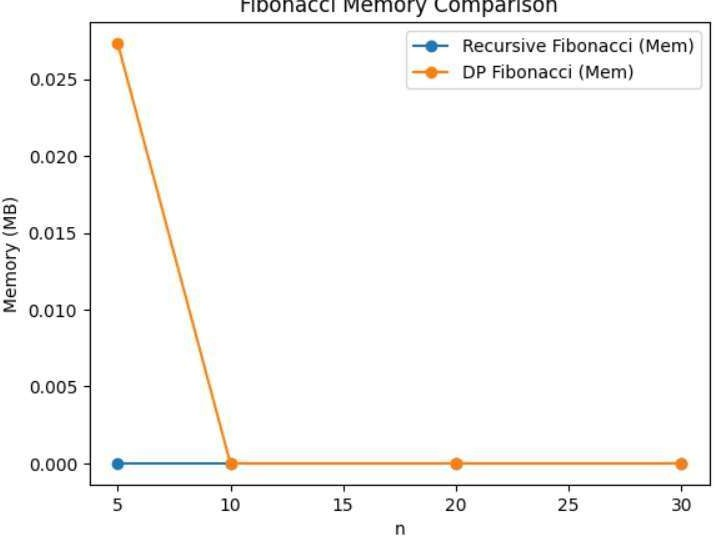 Fibonacci Memory Comparison
Recursive Fibonacci (Mem)
DP Fibonacci (Mem)
0.025
0.020
0.015
0.010
0.005
0.000
Memory (MB)
5 10 15 20 25 30
n